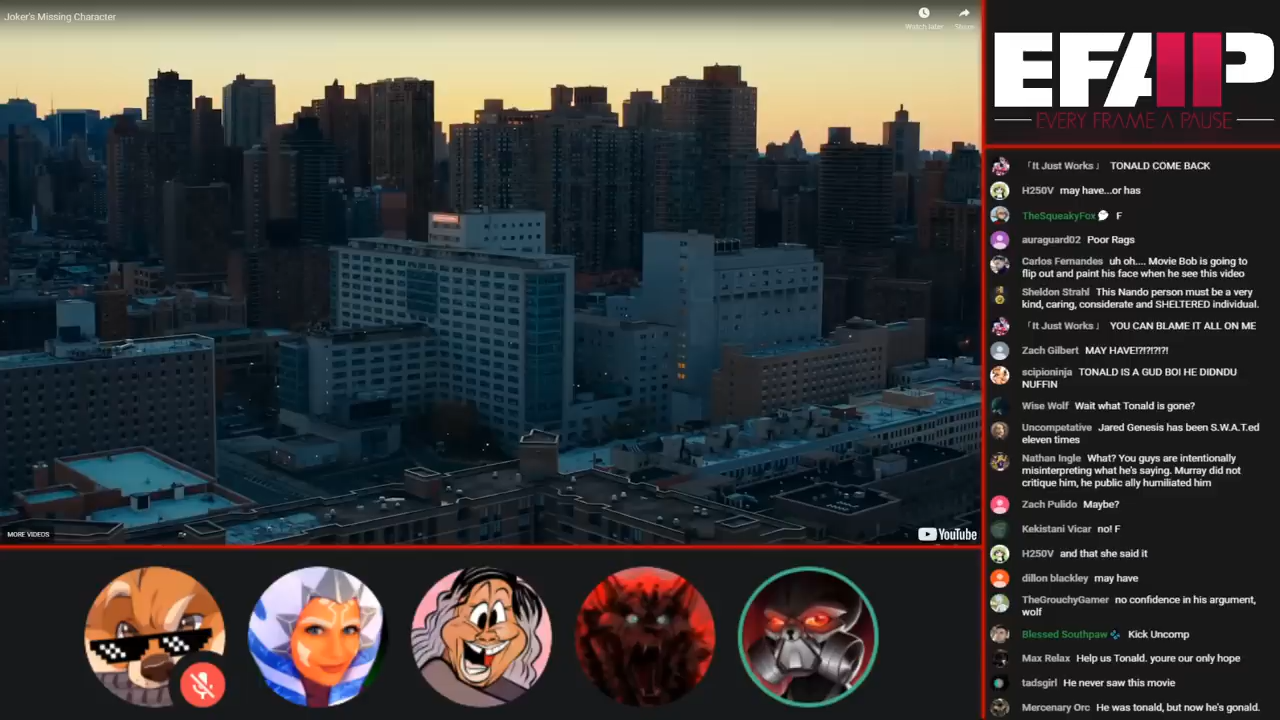 Joker's Missing Character
Watch later
Share
MORE VIDEOS
YouTube
EFAP
EVERY FRAME A PAUSE
「It Just Works」 TONALD COME BACK
H250V may have...or has
TheSqueakyFox F
auraguard02 Poor Rags
Carlos Fernandes uh oh.... Movie Bob is going to
flip out and paint his face when he see this video
Sheldon Strahl This Nando person must be a very
kind, caring, considerate and SHELTERED individual.
「It Just Works」 YOU CAN BLAME IT ALL ON ME
Zach Gilbert MAY HAVE!?!?!?!?!
scipioninja TONALD IS A GUD BOI HE DIDNDU
NUFFIN
Wise Wolf Wait what Tonald is gone?
Uncompetative Jared Genesis has been S.W.A.T.ed
eleven times
Nathan Ingle What? You guys are intentionally
misinterpreting what he's saying. Murray did not
critique him, he public ally humiliated him
Zach Pulido Maybe?
Kekistani Vicar no! F
H250V and that she said it
dillon blackley may have
TheGrouchyGamer no confidence in his argument,
wolf
Blessed Southpaw Kick Uncomp
Max Relax Help us Tonald. youre our only hope
tadsgirl He never saw this movie
Mercenary Orc He was tonald, but now he's gonald.